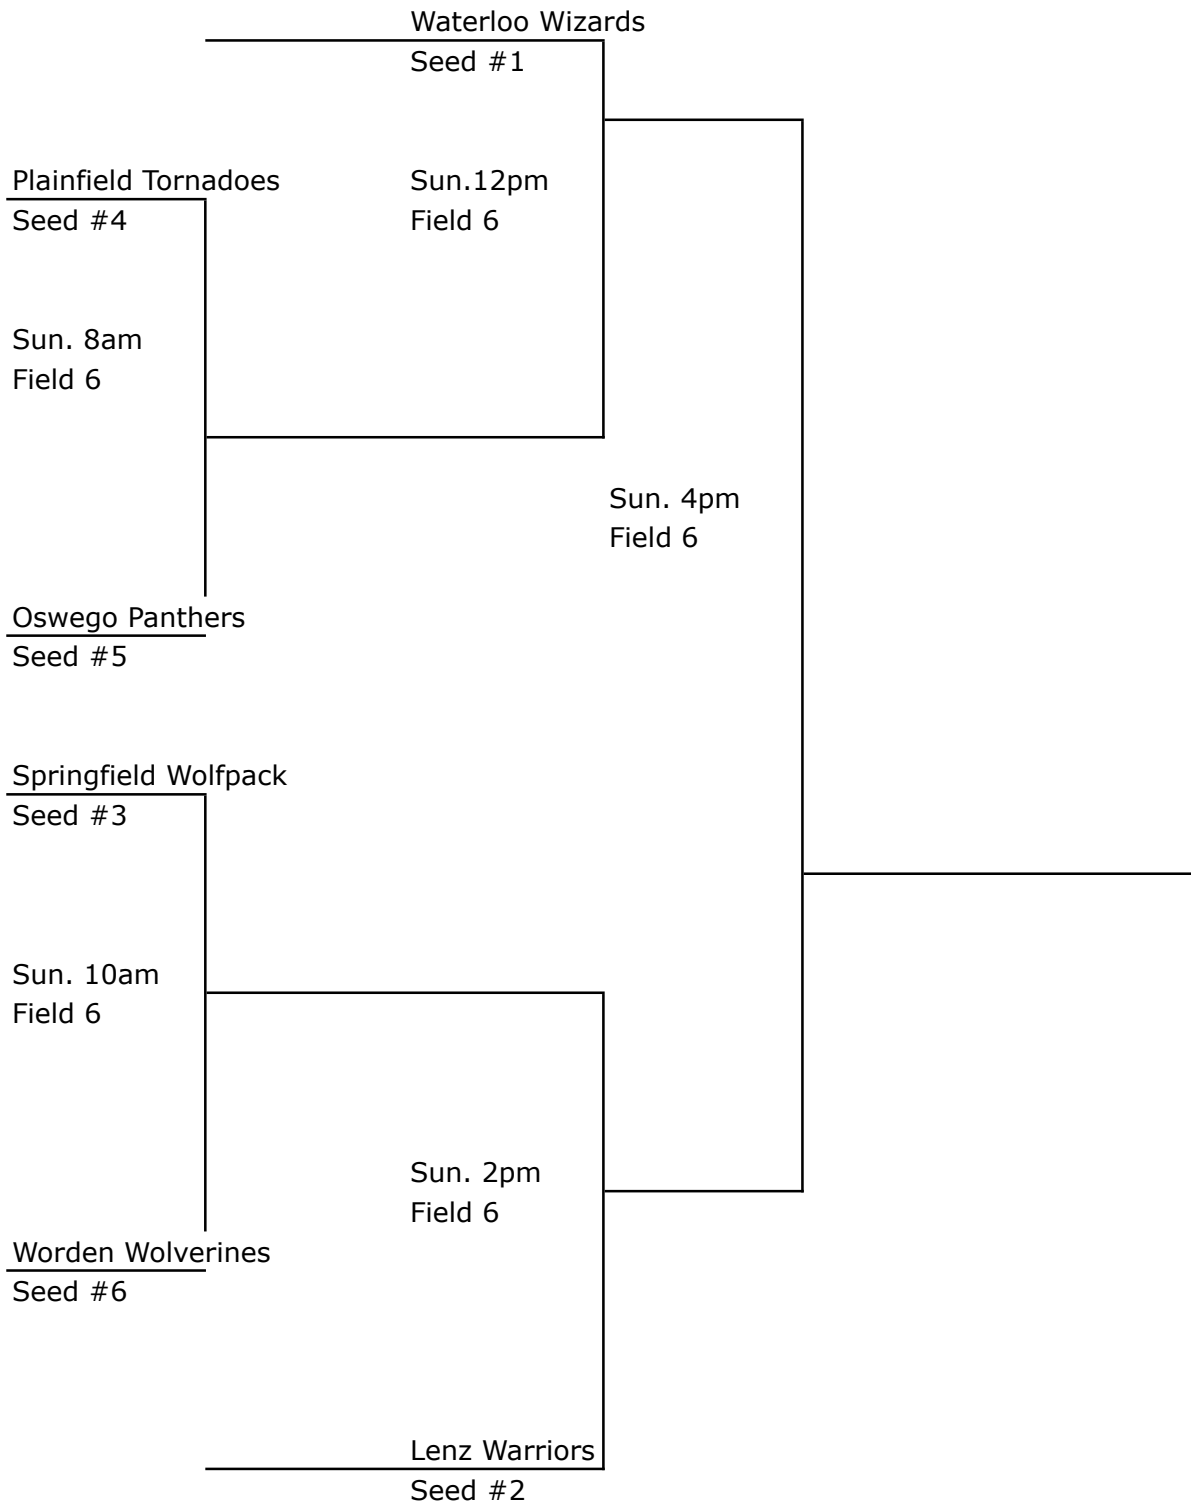 Waterloo Wizards
Seed #1
Plainfield Tornadoes
Seed #4
Sun.12pm
Field 6
Sun. 8am
Field 6
Sun. 4pm
Field 6
Oswego Panthers
Seed #5
Springfield Wolfpack
Seed #3
Sun. 10am
Field 6
Sun. 2pm
Field 6
Worden Wolverines
Seed #6
Lenz Warriors
Seed #2